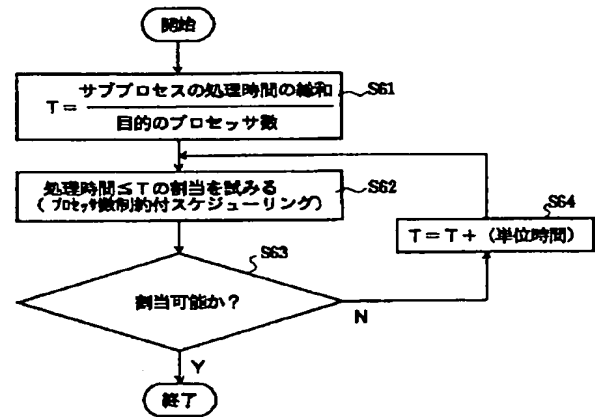 開始
サブプロセスの処理時間の総和
T=
目的のプロセッサ数
S61
処理時間≦Tの割当を試みる
(プロセッサ数制約付スケジューリング)
S62
S64
T=T+(単位時間)
S63
割当可能か?
N
Y
終了